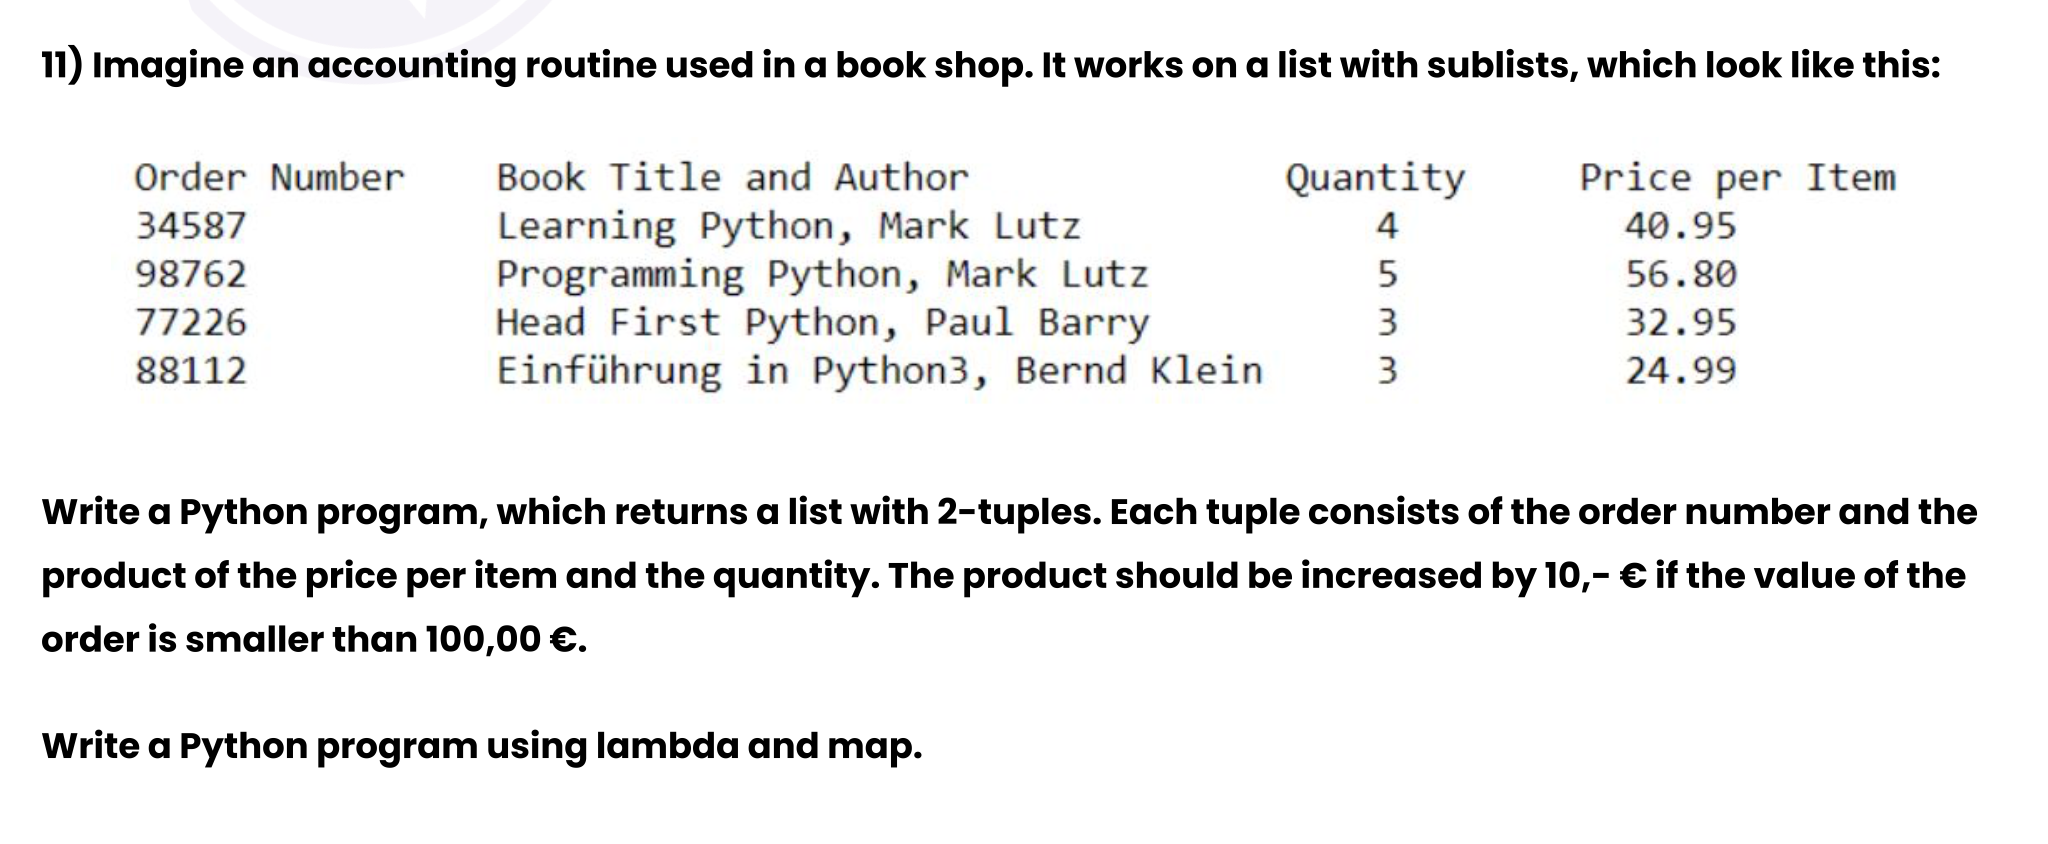 11) Imagine an accounting routine used in a book shop. It works on a list with sublists, which look like this:
Order Number Book Title and Author Quantity Price per Item
34587 Learning Python, Mark Lutz 4 40.95
98762 Programming Python, Mark Lutz 5 56.80
77226 Head First Python, Paul Barry 3 32.95
88112 Einführung in Python3, Bernd Klein 3 24.99
Write a Python program, which returns a list with 2-tuples. Each tuple consists of the order number and the
product of the price per item and the quantity. The product should be increased by 10,- € if the value of the
order is smaller than 100,00 €.
Write a Python program using lambda and map.